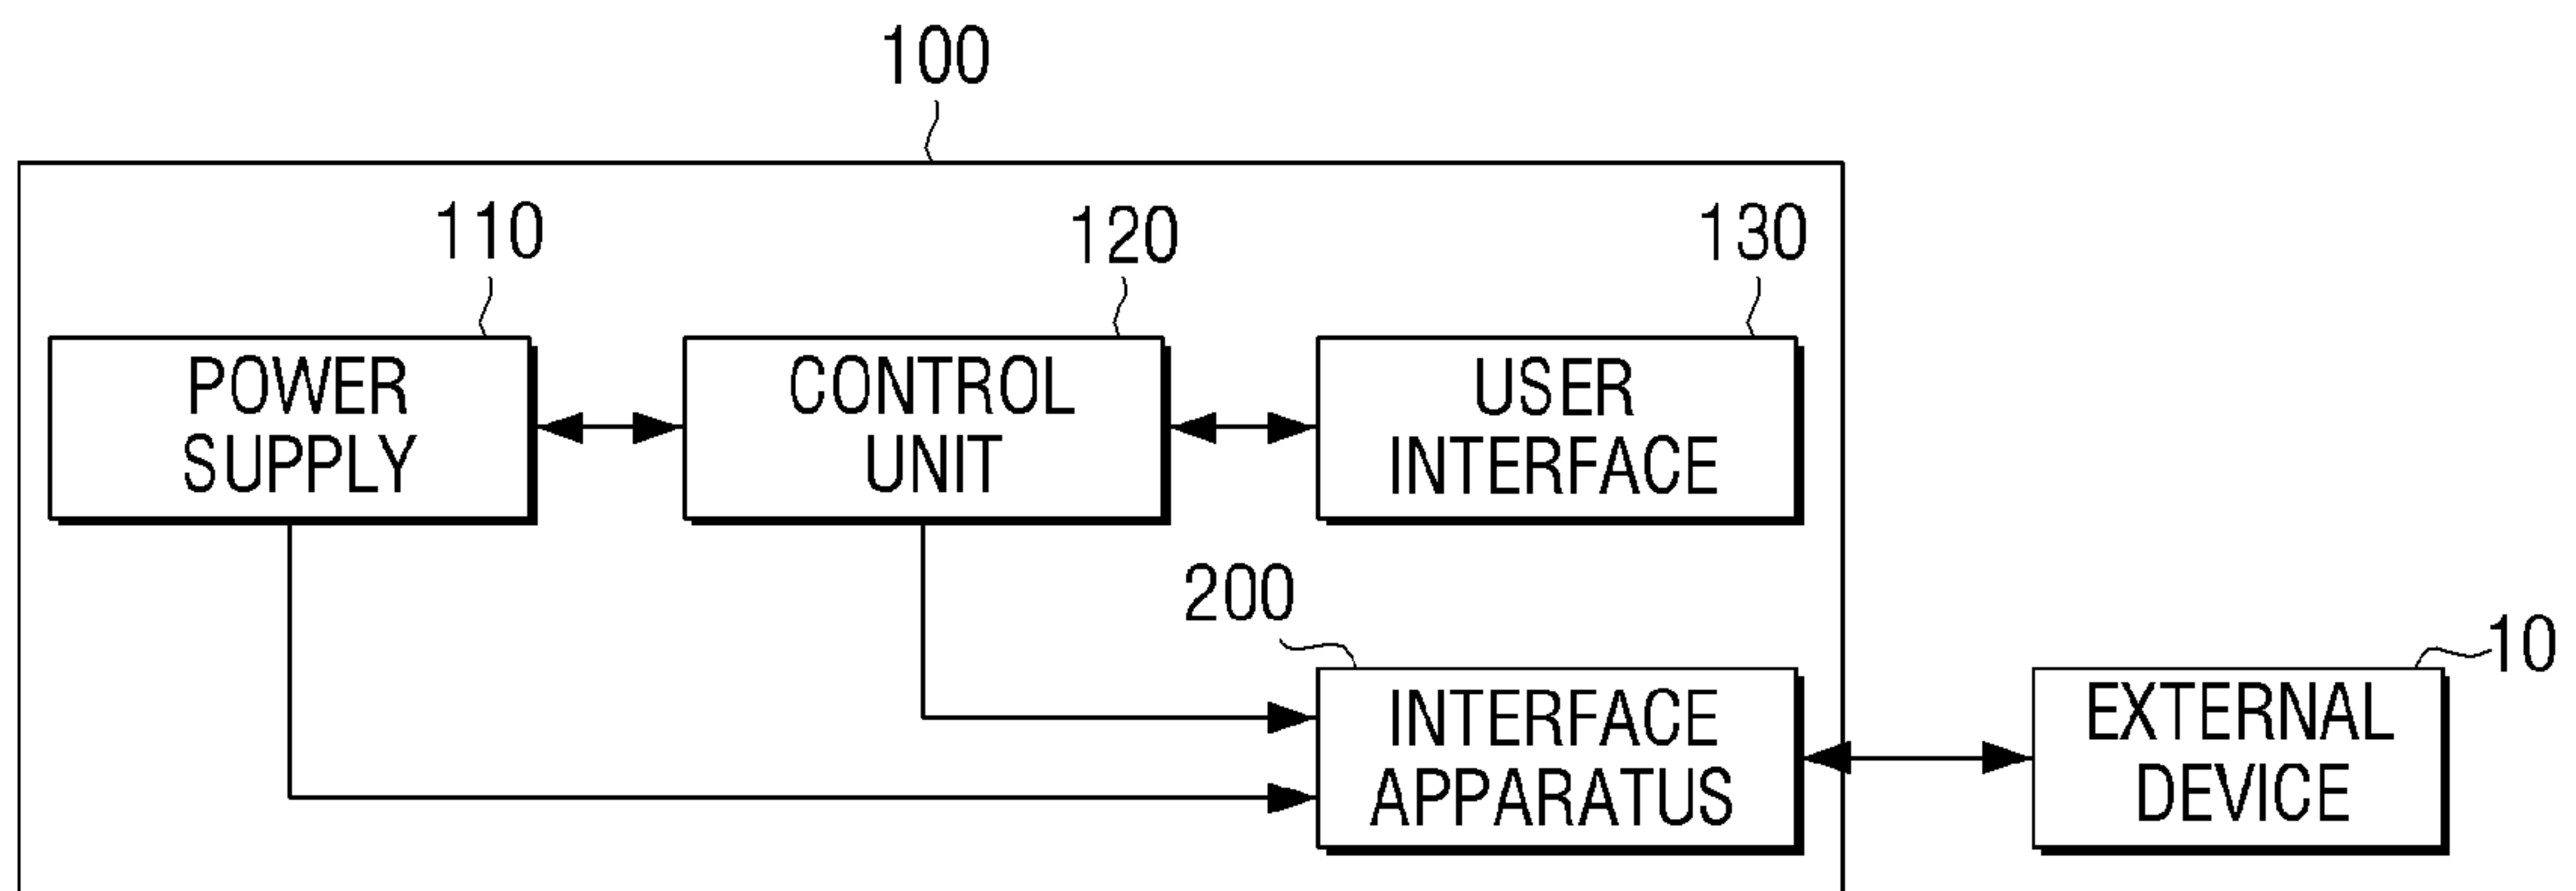 100
110
120
130
POWER
SUPPLY
CONTROL
UNIT
USER
INTERFACE
200
10
INTERFACE
APPARATUS
EXTERNAL
DEVICE